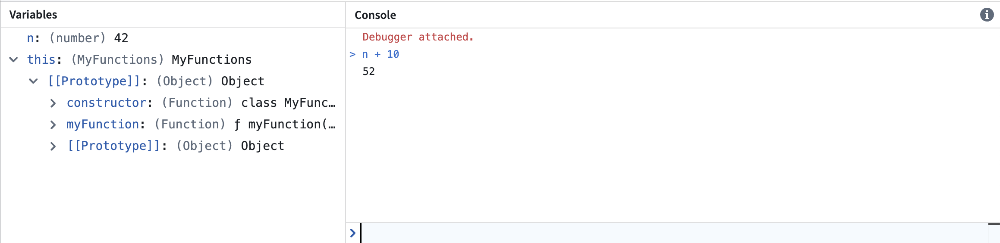 Variables
n: (number) 42
this: (MyFunctions) MyFunctions
[[Prototype]]: (Object) Object
constructor: (Function) class MyFunc…
myFunction: (Function) ƒ myFunction(…
[[Prototype]]: (Object) Object
Console
Debugger attached.
> n + 10
52
>